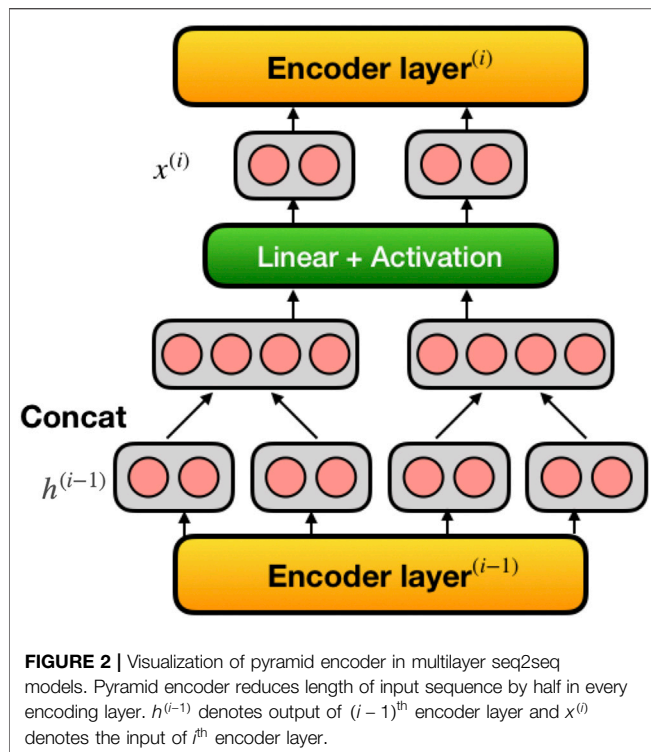 Encoder layer^(i)
x^(i)
Linear + Activation
Concat
h^(i−1)
Encoder layer^(i−1)
FIGURE 2 | Visualization of pyramid encoder in multilayer seq2seq
models. Pyramid encoder reduces length of input sequence by half in every
encoding layer. h^(i−1) denotes output of (i − 1)^th encoder layer and x^(i)
denotes the input of i^th encoder layer.